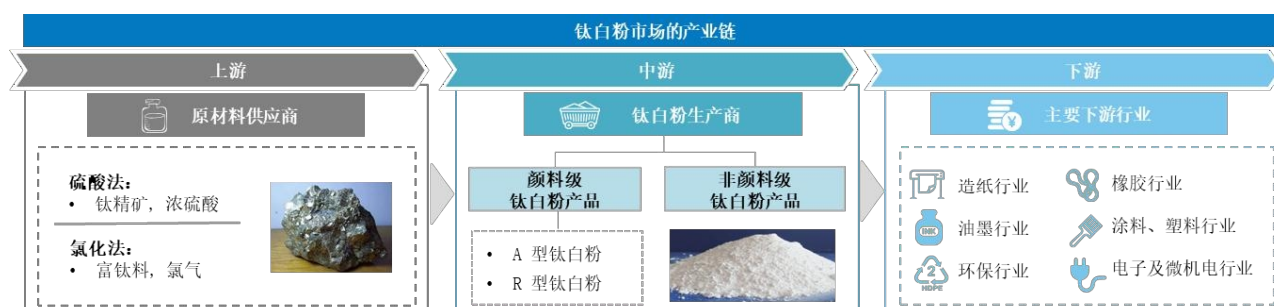 钛白粉市场的产业链
上游
中游
下游
原材料供应商
钛白粉生产商
主要下游行业
硫酸法：
• 钛精矿，浓硫酸
氯化法：
• 富钛料，氯气
颜料级
钛白粉产品
非颜料级
钛白粉产品
• A 型钛白粉
• R 型钛白粉
造纸行业
橡胶行业
INK
油墨行业
涂料、塑料行业
2
HDPE
环保行业
电子及微机电行业